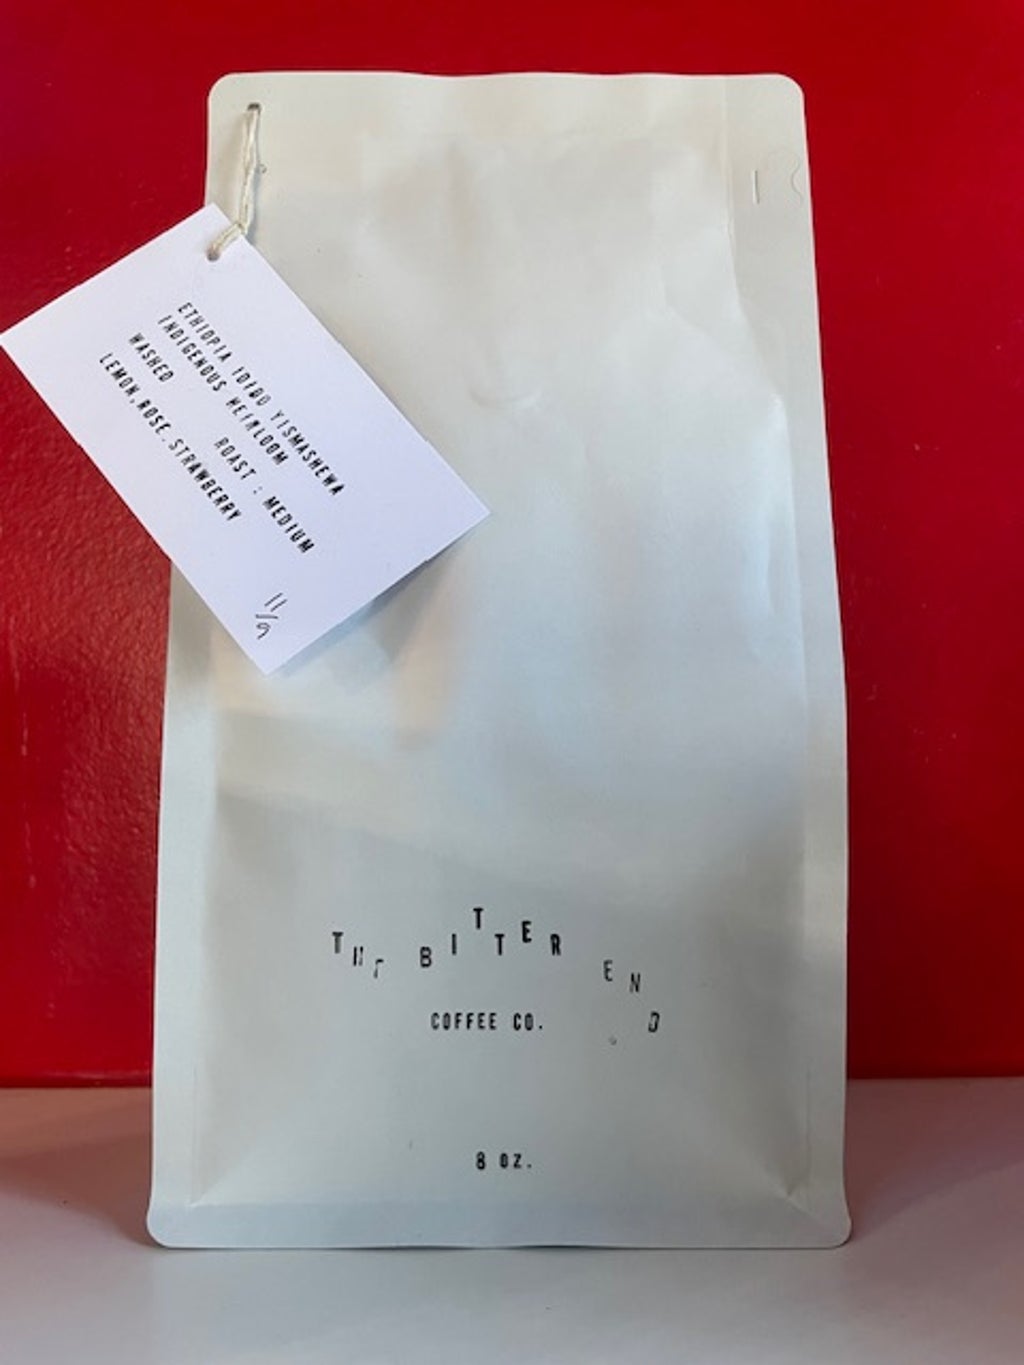 ETHIOPIA IDIDO YISMASHEWA
INDIGENOUS HEIRLOOM
WASHED ROAST : MEDIUM
LEMON, ROSE, STRAWBERRY
11/9
THE BITTER END
COFFEE CO.
8 OZ.